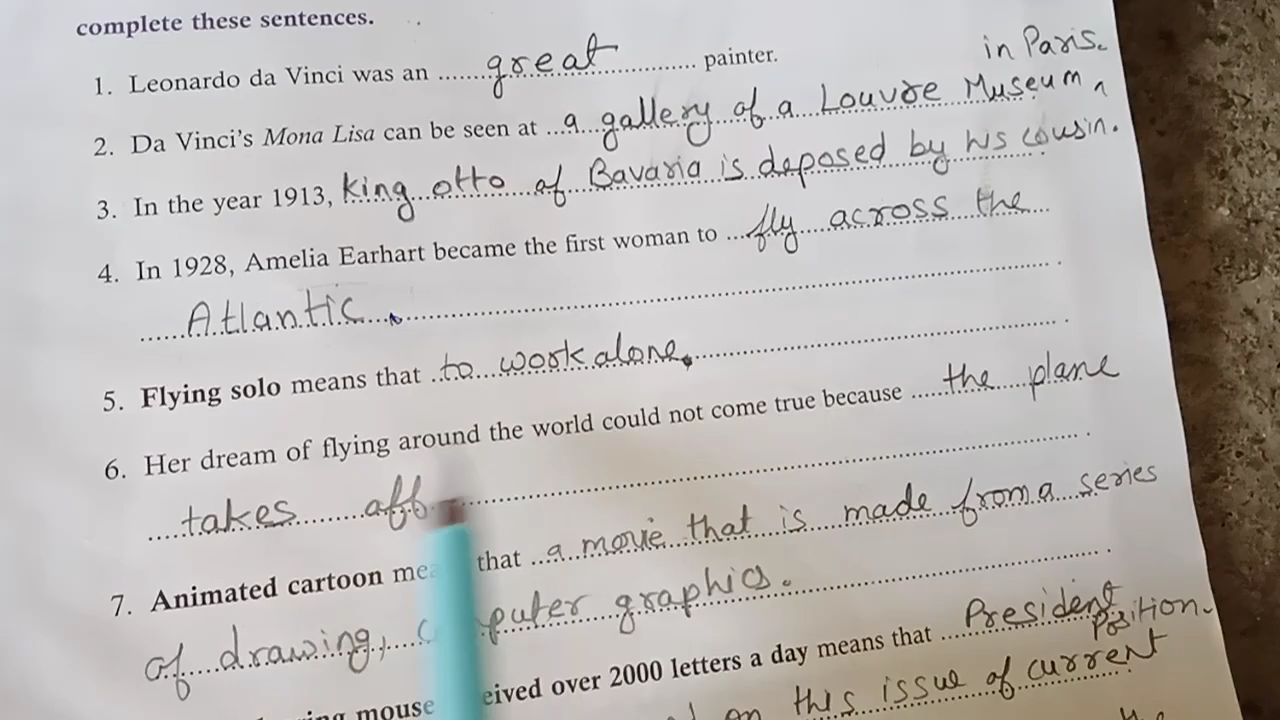 complete these sentences.
in Paris.
1. Leonardo da Vinci was an ......great.................. painter.
2. Da Vinci's Mona Lisa can be seen at ...a gallery of a Louvre Museum ^
3. In the year 1913, King otto of Bavaria is deposed by his cousin.
4. In 1928, Amelia Earhart became the first woman to ...fly across the
Atlantic.
5. Flying solo means that ..to work alone.
6. Her dream of flying around the world could not come true because ......the plane
takes off
7. Animated cartoon mea that ...a movie that is made from a series
of drawing, puter graphics.
mouse eived over 2000 letters a day means that ......President
Position.
on this issue of current